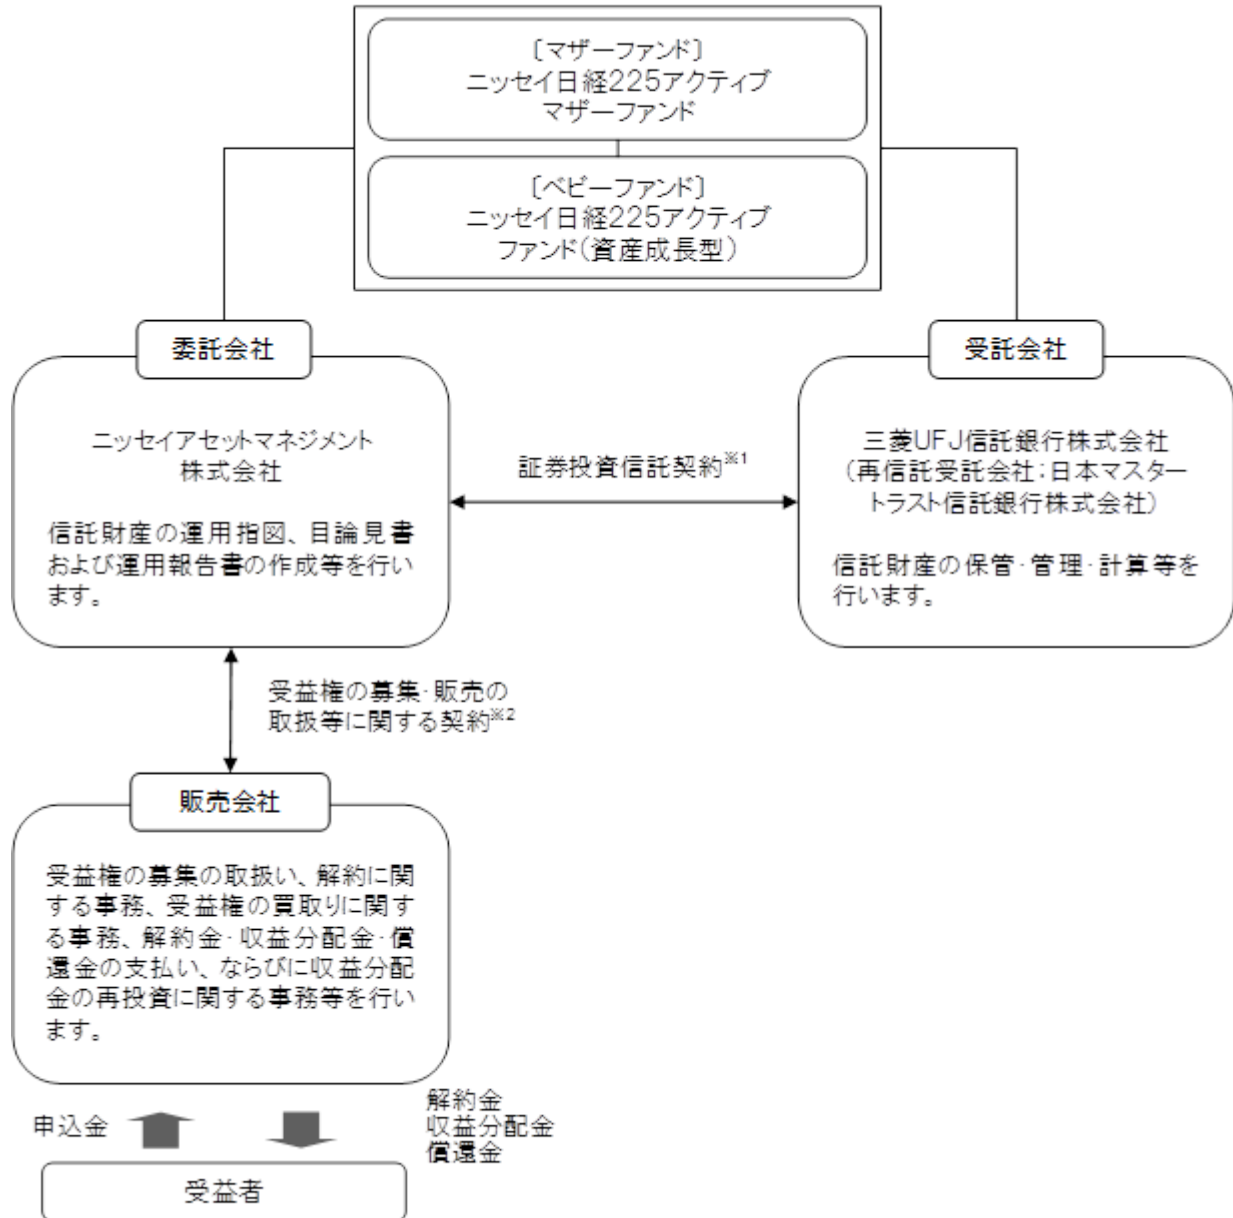 〔マザーファンド〕
ニッセイ日経225アクティブ
マザーファンド
〔ベビーファンド〕
ニッセイ日経225アクティブ
ファンド(資産成長型)
委託会社
ニッセイアセットマネジメント
株式会社
信託財産の運用指図、目論見書
および運用報告書の作成等を行い
ます。
証券投資信託契約※1
受託会社
三菱UFJ信託銀行株式会社
(再信託受託会社:日本マスター
トラスト信託銀行株式会社)
信託財産の保管・管理・計算等を
行います。
受益権の募集・販売の
取扱等に関する契約※2
販売会社
受益権の募集の取扱い、解約に関
する事務、受益権の買取りに関す
る事務、解約金・収益分配金・償
還金の支払い、ならびに収益分配
金の再投資に関する事務等を行い
ます。
申込金
解約金
収益分配金
償還金
受益者